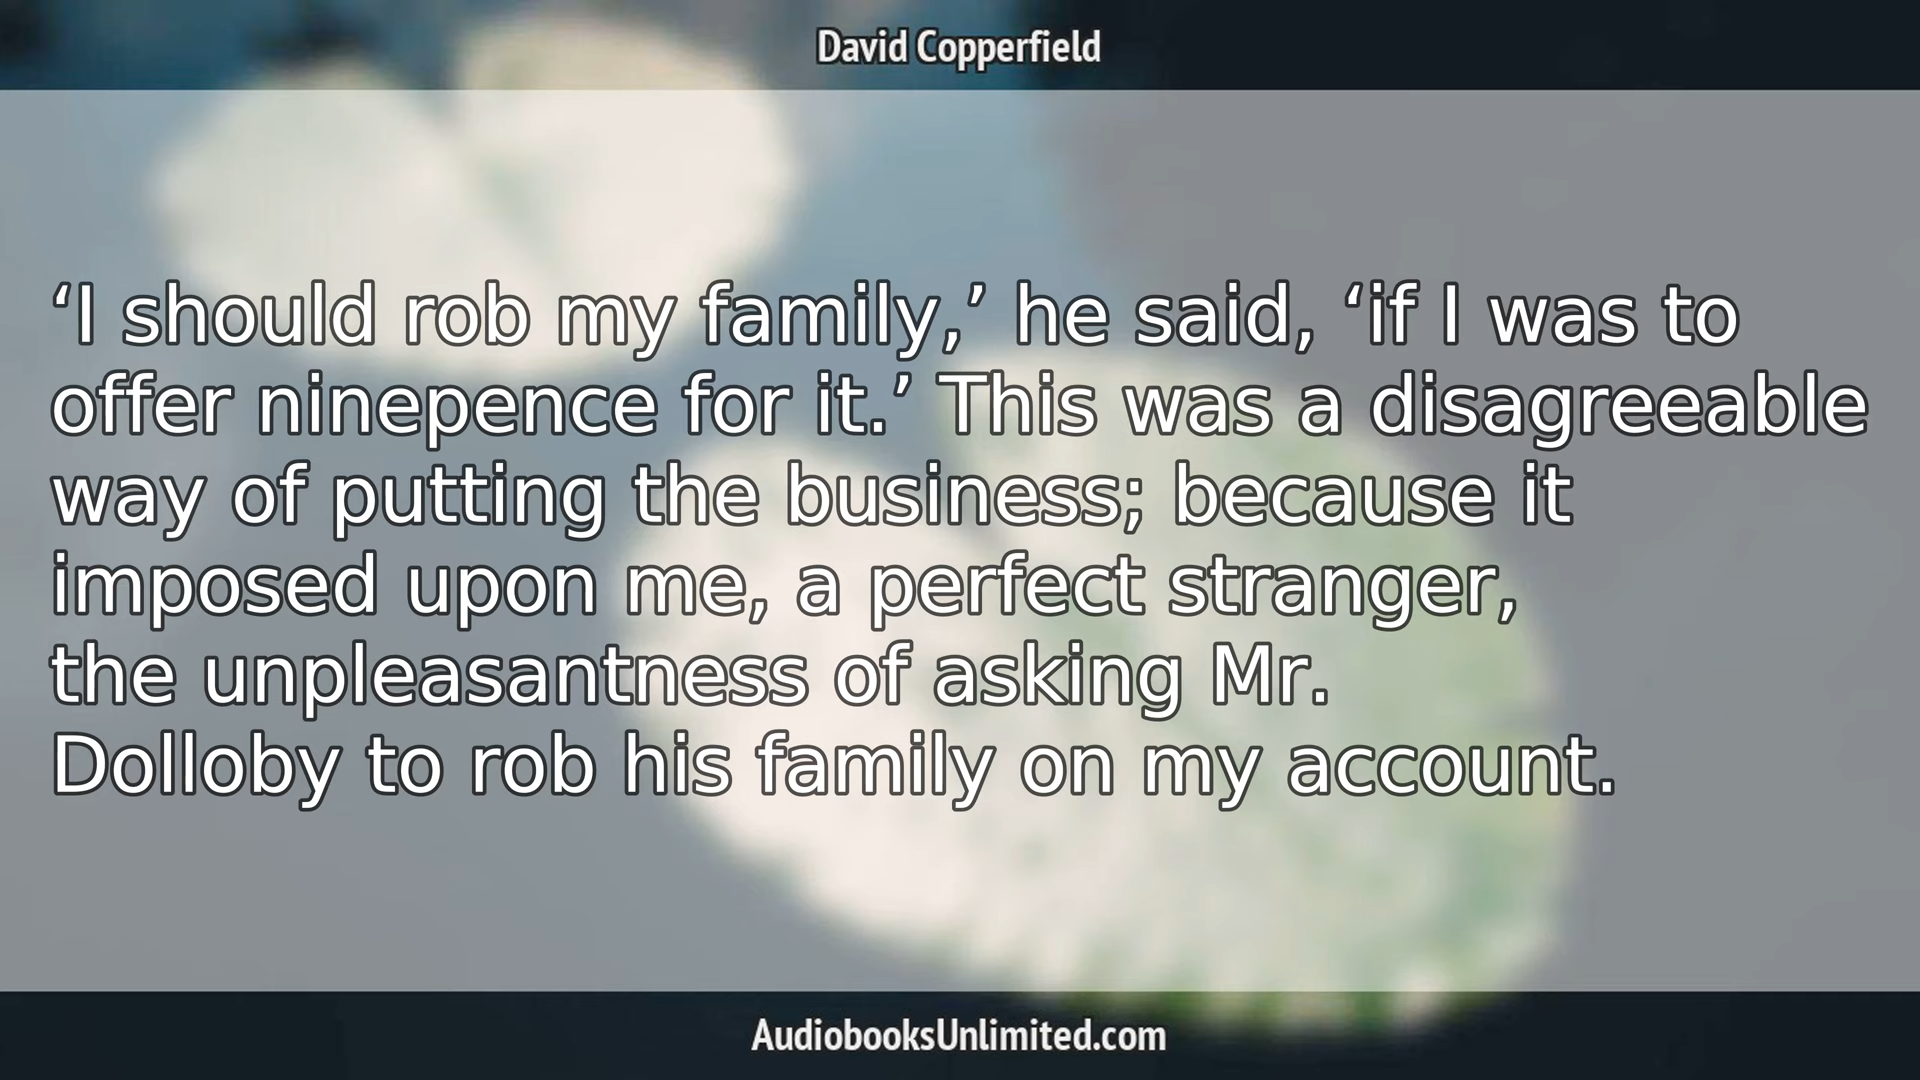 David Copperfield
‘I should rob my family,’ he said, ‘if I was to
offer ninepence for it.’ This was a disagreeable
way of putting the business; because it
imposed upon me, a perfect stranger,
the unpleasantness of asking Mr.
Dolloby to rob his family on my account.
AudiobooksUnlimited.com